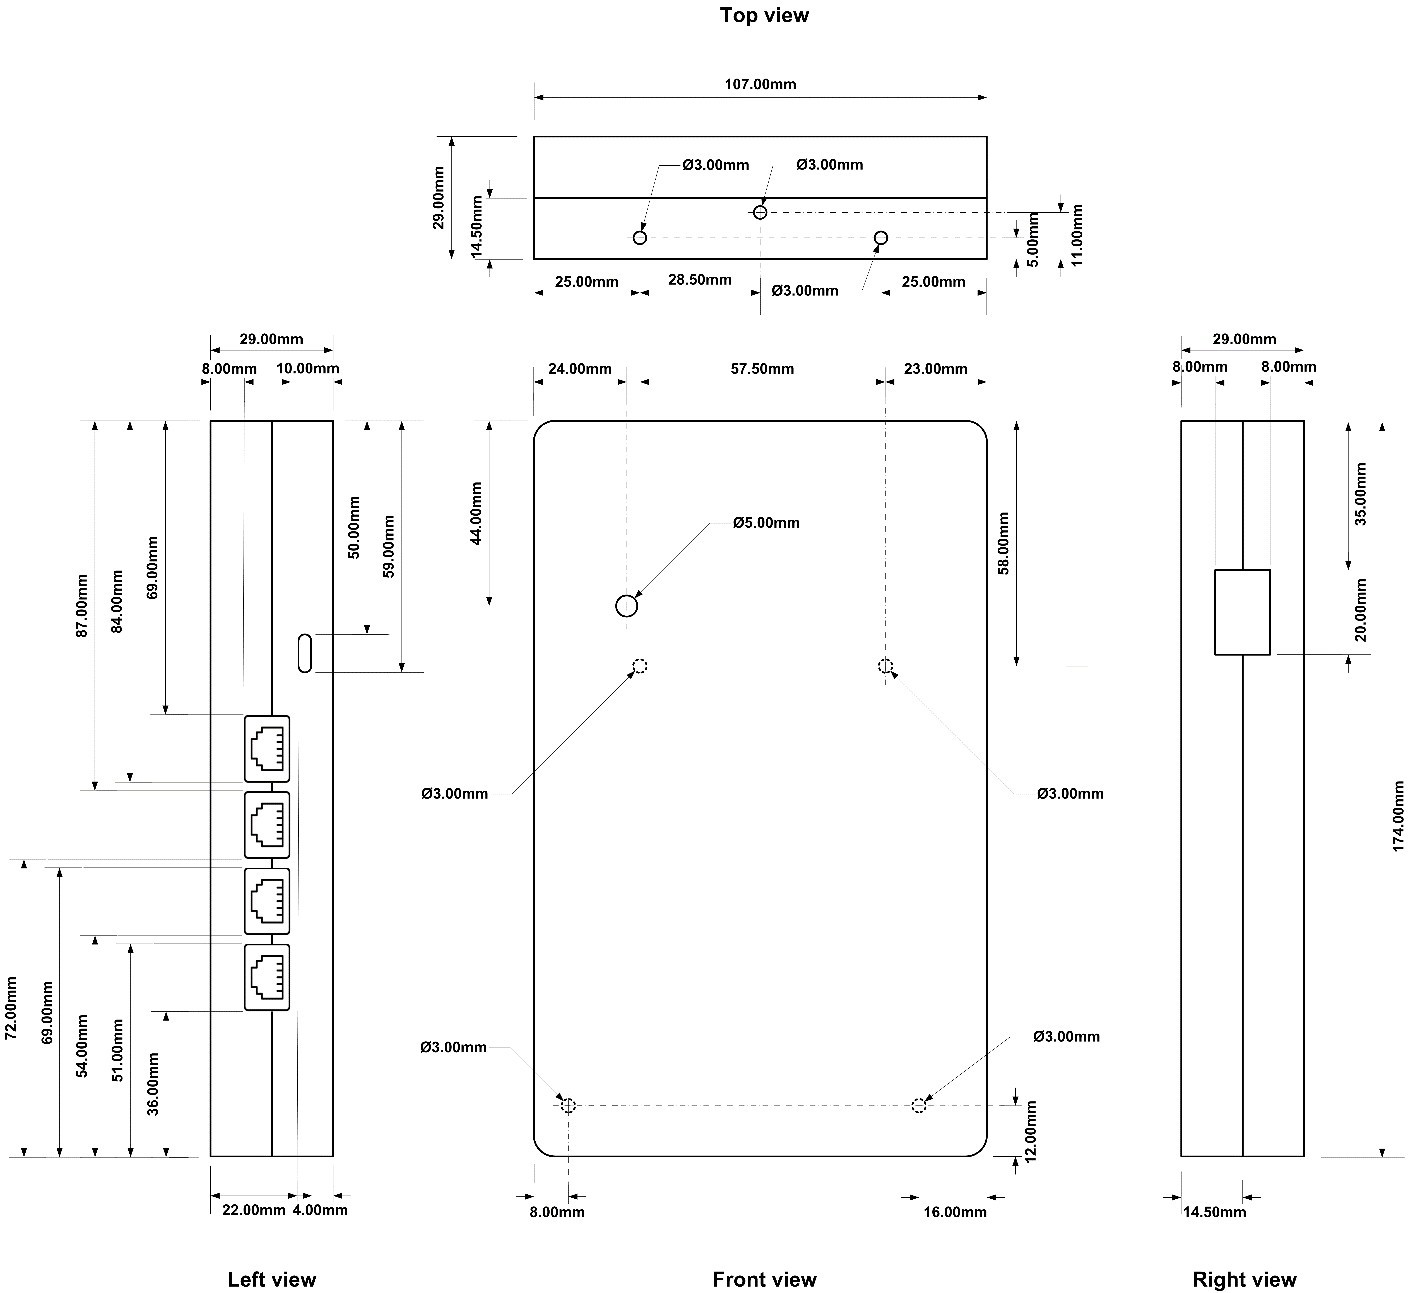 Top view
107.00mm
29.00mm
14.50mm
Ø3.00mm
Ø3.00mm
5.00mm
11.00mm
25.00mm
28.50mm
Ø3.00mm
25.00mm
29.00mm
8.00mm
10.00mm
87.00mm
84.00mm
69.00mm
50.00mm
59.00mm
72.00mm
69.00mm
54.00mm
51.00mm
36.00mm
22.00mm
4.00mm
Left view
24.00mm
57.50mm
23.00mm
44.00mm
Ø5.00mm
58.00mm
Ø3.00mm
Ø3.00mm
Ø3.00mm
Ø3.00mm
12.00mm
8.00mm
16.00mm
Front view
29.00mm
8.00mm
8.00mm
35.00mm
20.00mm
174.00mm
14.50mm
Right view